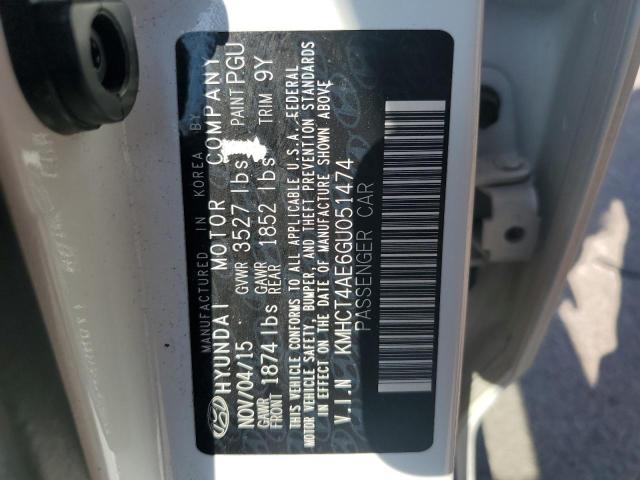 MANUFACTURED IN KOREA BY
HYUNDAI MOTOR COMPANY
NOV/04/15 GVWR 3527 lbs PAINT PGU
GAWR FRONT 1874 lbs GAWR REAR 1852 lbs TRIM 9Y
THIS VEHICLE CONFORMS TO ALL APPLICABLE U.S.A. FEDERAL
MOTOR VEHICLE SAFETY, BUMPER, AND THEFT PREVENTION STANDARDS
IN EFFECT ON THE DATE OF MANUFACTURE SHOWN ABOVE
V.I.N KMHCT4AE6GU051474
PASSENGER CAR